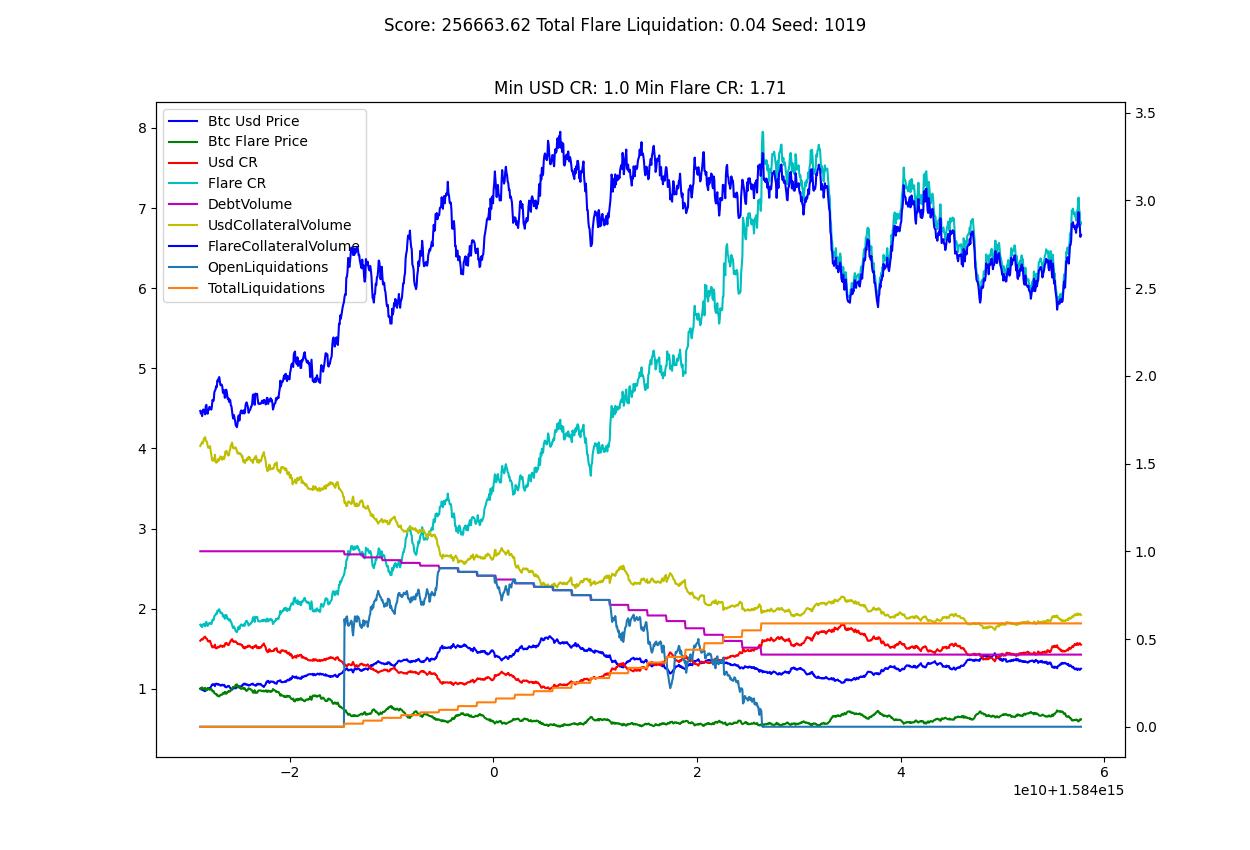 Score: 256663.62 Total Flare Liquidation: 0.04 Seed: 1019
Min USD CR: 1.0 Min Flare CR: 1.71
Btc Usd Price
Btc Flare Price
Usd CR
Flare CR
DebtVolume
UsdCollateralVolume
FlareCollateralVolume
OpenLiquidations
TotalLiquidations
8
7
6
5
4
3
2
1
3.5
3.0
2.5
2.0
1.5
1.0
0.5
0.0
−2
0
2
4
6
1e10+1.584e15